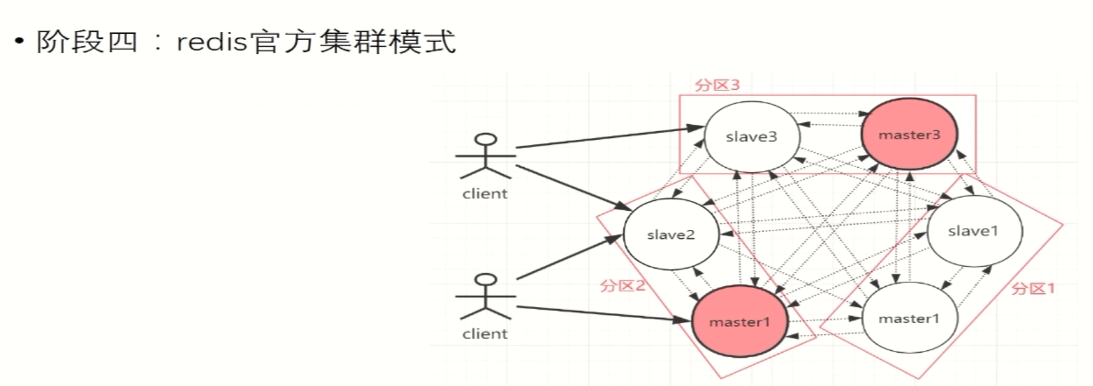 • 阶段四：redis官方集群模式
分区3
slave3
master3
client
slave2
slave1
分区2
分区1
client
master1
master1